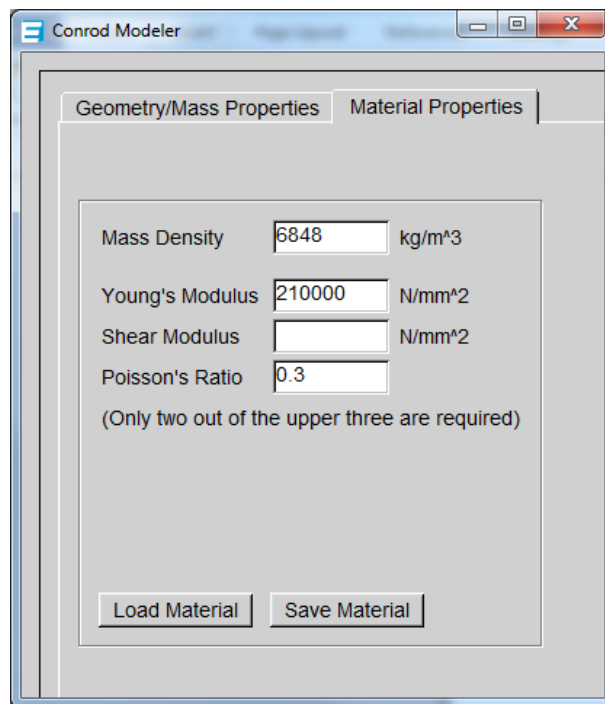 Conrod Modeler
Geometry/Mass Properties Material Properties
Mass Density 6848 kg/m^3
Young's Modulus 210000 N/mm^2
Shear Modulus N/mm^2
Poisson's Ratio 0.3
(Only two out of the upper three are required)
Load Material Save Material